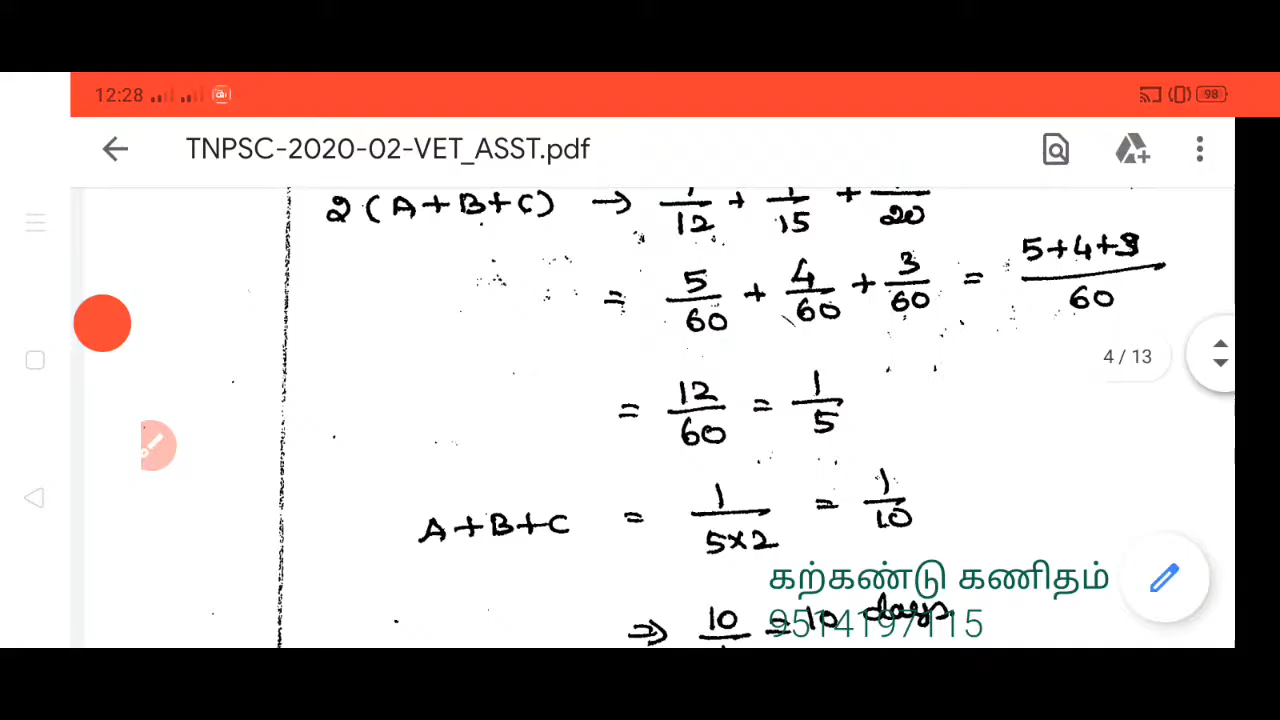 12:28 98
TNPSC-2020-02-VET_ASST.pdf
2 (A+B+C) → 1/12 + 1/15 + 1/20
= 5/60 + 4/60 + 3/60 = 5+4+3/60
4 / 13
= 12/60 = 1/5
A+B+C = 1/5×2 = 1/10
கற்கண்டு கணிதம்
⇒ 10/1 = 10 days
9514197115